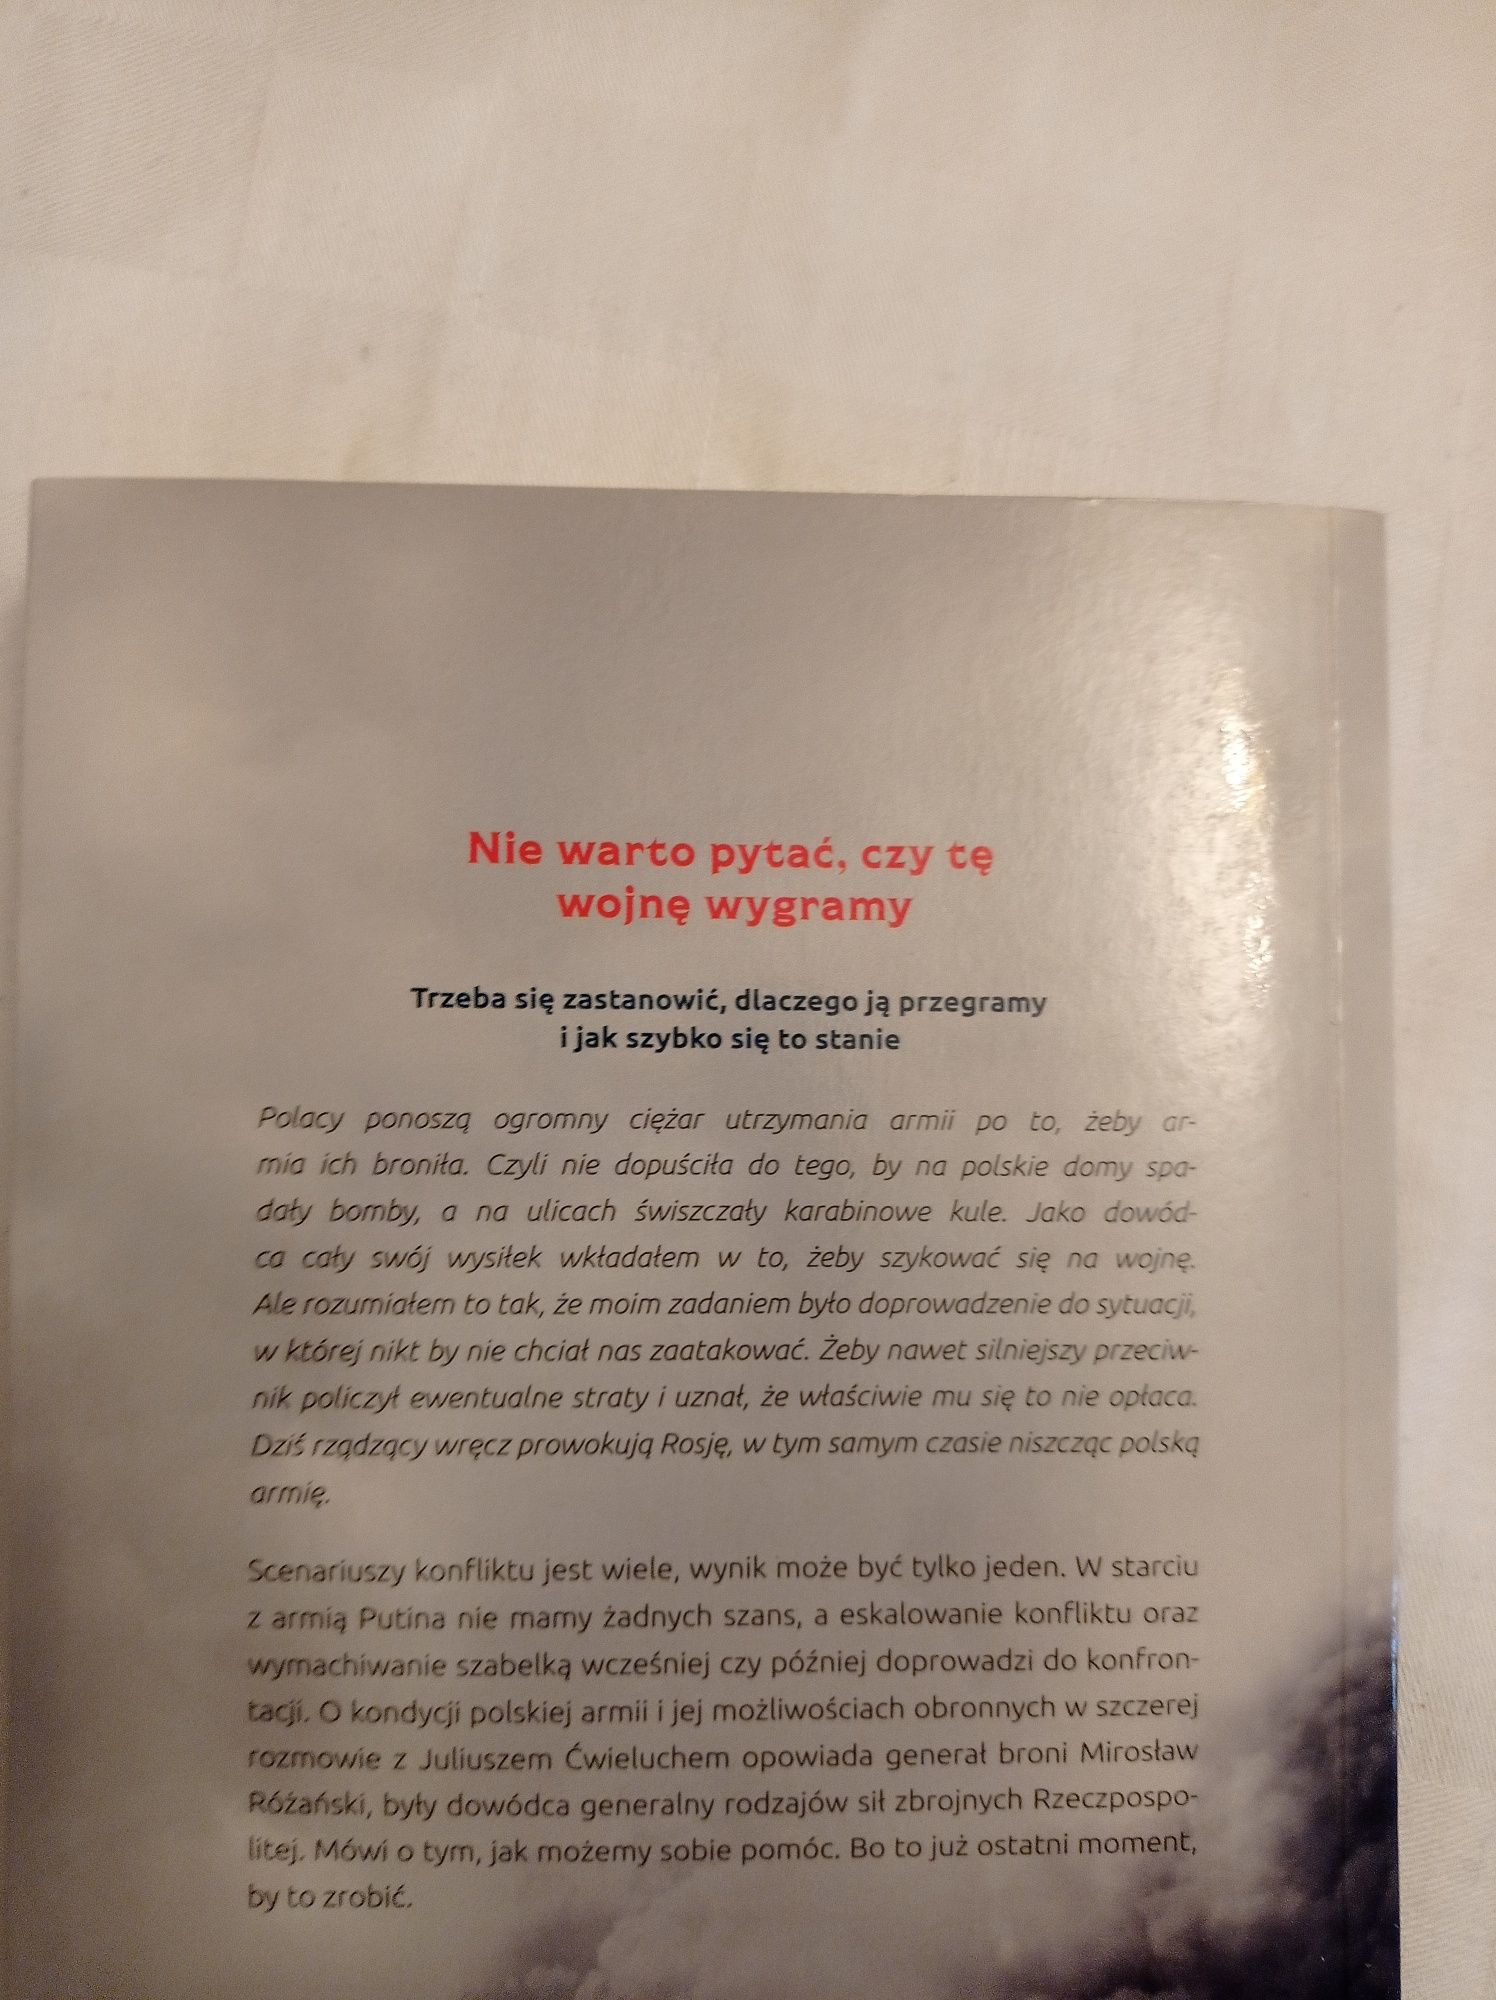 Nie warto pytać, czy tę
wojnę wygramy
Trzeba się zastanowić, dlaczego ją przegramy
i jak szybko się to stanie
Polacy ponoszą ogromny ciężar utrzymania armii po to, żeby ar-
mia ich broniła. Czyli nie dopuściła do tego, by na polskie domy spa-
dały bomby, a na ulicach świszczały karabinowe kule. Jako dowód-
ca cały swój wysiłek wkładałem w to, żeby szykować się na wojnę.
Ale rozumiałem to tak, że moim zadaniem było doprowadzenie do sytuacji,
w której nikt by nie chciał nas zaatakować. Żeby nawet silniejszy przeciw-
nik policzył ewentualne straty i uznał, że właściwie mu się to nie opłaca.
Dziś rządzący wręcz prowokują Rosję, w tym samym czasie niszcząc polską
armię.
Scenariuszy konfliktu jest wiele, wynik może być tylko jeden. W starciu
z armią Putina nie mamy żadnych szans, a eskalowanie konfliktu oraz
wymachiwanie szabelką wcześniej czy później doprowadzi do konfron-
tacji. O kondycji polskiej armii i jej możliwościach obronnych w szczerej
rozmowie z Juliuszem Ćwieluchem opowiada generał broni Mirosław
Różański, były dowódca generalny rodzajów sił zbrojnych Rzeczpospo-
litej. Mówi o tym, jak możemy sobie pomóc. Bo to już ostatni moment,
by to zrobić.